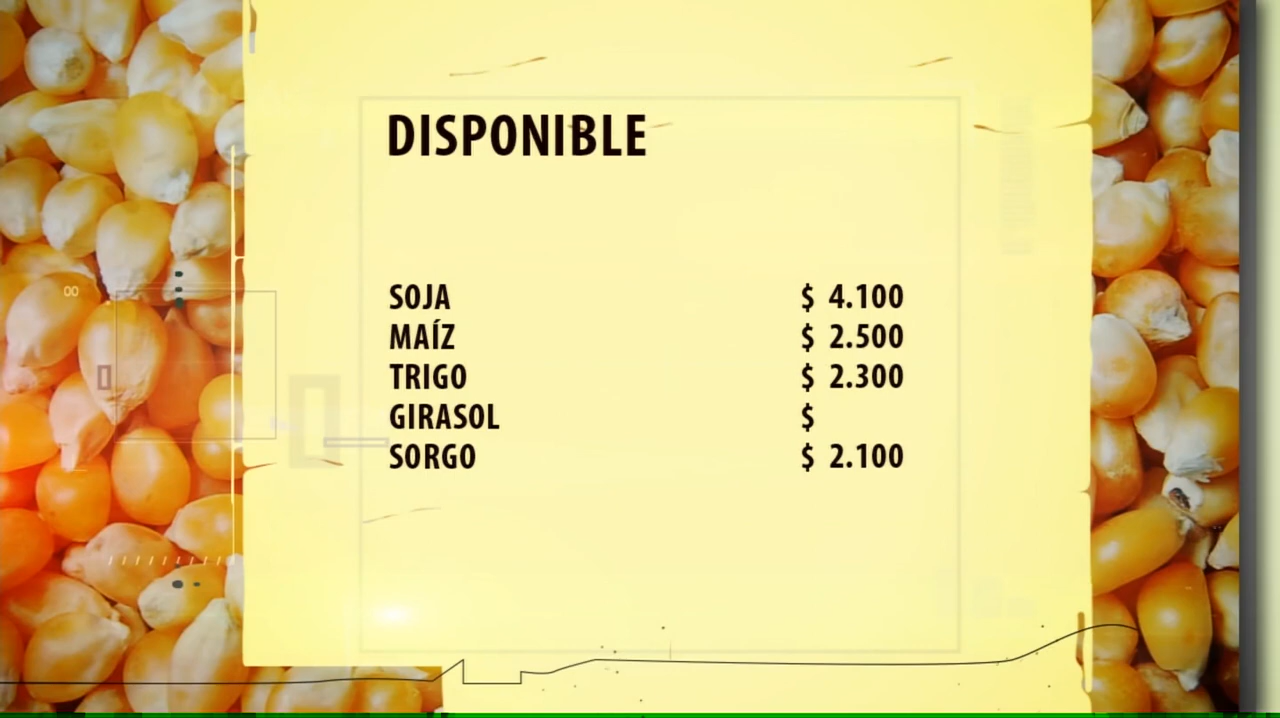 DISPONIBLE
SOJA $ 4.100
MAÍZ $ 2.500
TRIGO $ 2.300
GIRASOL $
SORGO $ 2.100